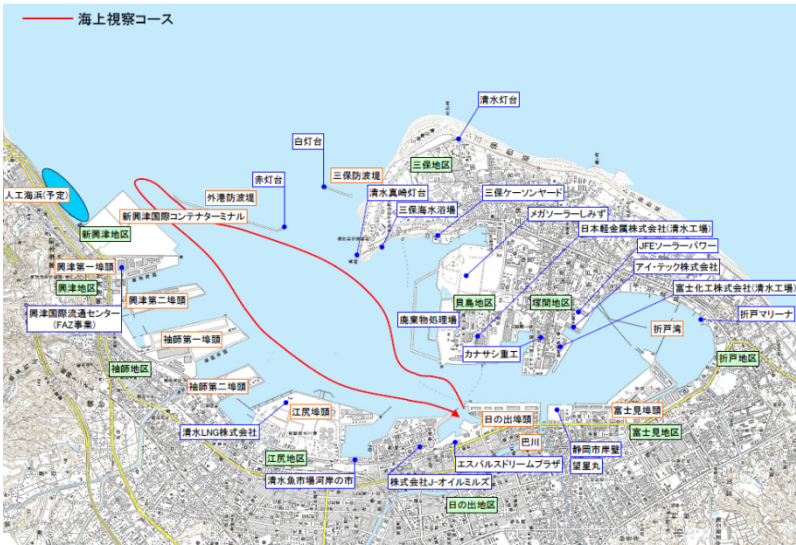 海上視察コース
清水灯台
白灯台
三保地区
赤灯台
三保防波堤
人工海浜(予定)
外港防波堤
清水真崎灯台
三保ケーソンヤード
三保海水浴場
メガソーラーしみず
新興津国際コンテナターミナル
日本軽金属株式会社(清水工場)
新興津地区
JFEソーラーパワー
興津第一埠頭
アイ・テック株式会社
興津地区
富士化工株式会社(清水工場)
興津第二埠頭
貝島地区
塚間地区
折戸マリーナ
興津国際流通センター
(FAZ事業)
廃棄物処理場
袖師第一埠頭
折戸湾
カナサシ重工
折戸地区
袖師地区
袖師第二埠頭
江尻埠頭
日の出埠頭
富士見埠頭
清水LNG株式会社
富士見地区
巴川
静岡市岸壁
江尻地区
エスパルスドリームプラザ
望星丸
清水魚市場河岸の市
株式会社J-オイルミルズ
日の出地区